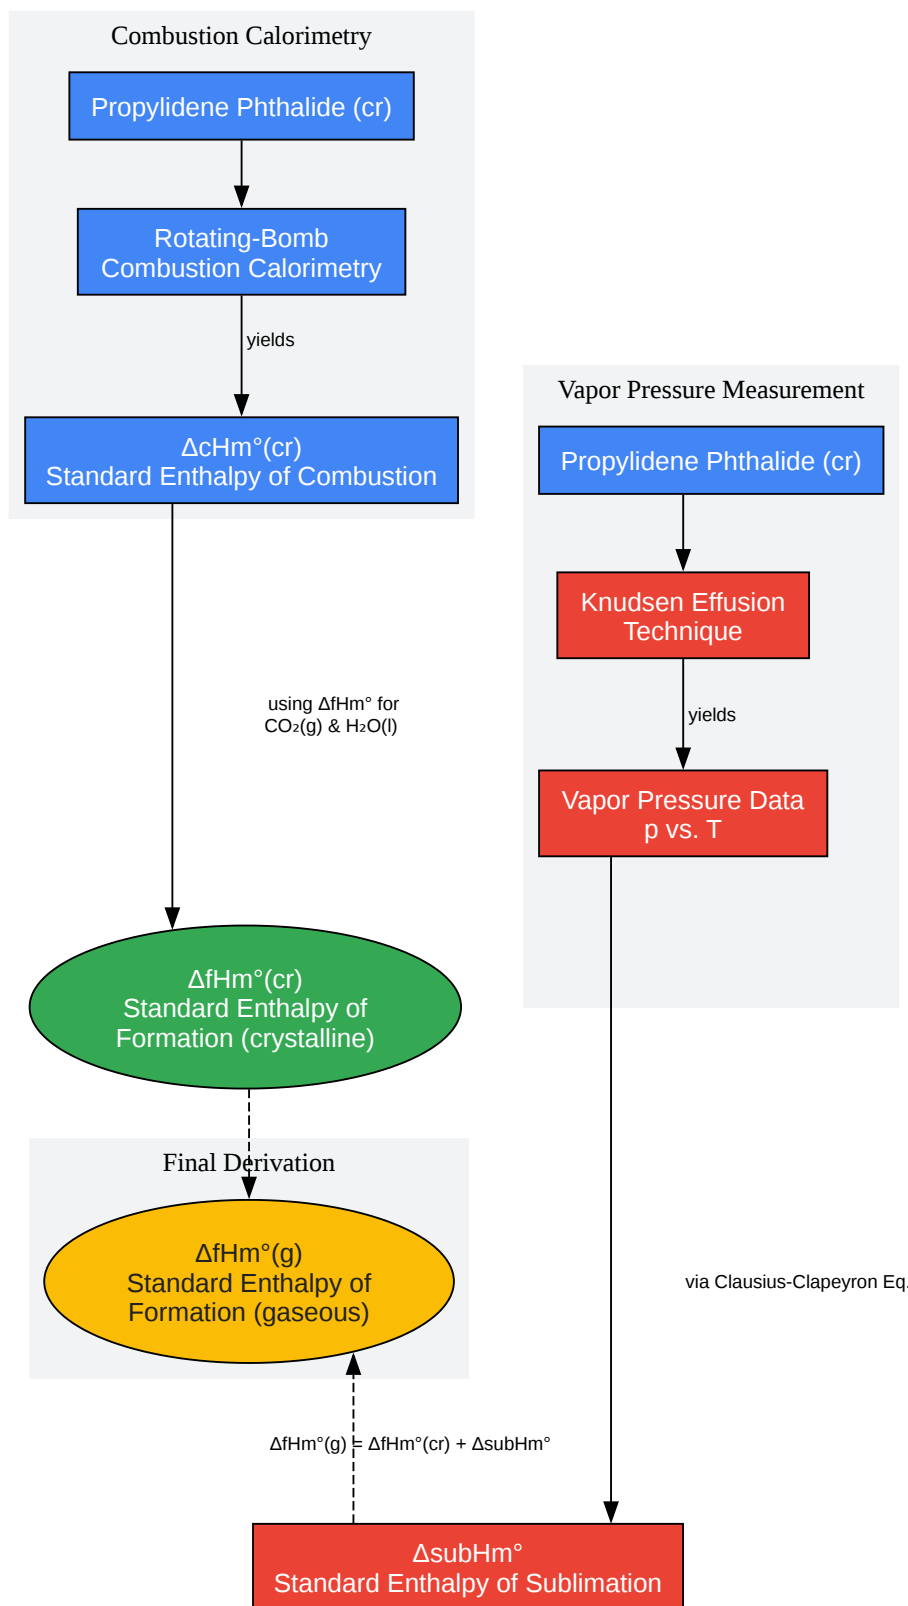 Combustion Calorimetry
Propylidene Phthalide (cr)
Rotating-Bomb
Combustion Calorimetry
yields
ΔcHm°(cr)
Standard Enthalpy of Combustion
Vapor Pressure Measurement
Propylidene Phthalide (cr)
Knudsen Effusion
Technique
yields
Vapor Pressure Data
p vs. T
using ΔfHm° for
CO₂(g) & H₂O(l)
ΔfHm°(cr)
Standard Enthalpy of
Formation (crystalline)
Final Derivation
ΔfHm°(g)
Standard Enthalpy of
Formation (gaseous)
via Clausius-Clapeyron Eq.
ΔfHm°(g) = ΔfHm°(cr) + ΔsubHm°
ΔsubHm°
Standard Enthalpy of Sublimation